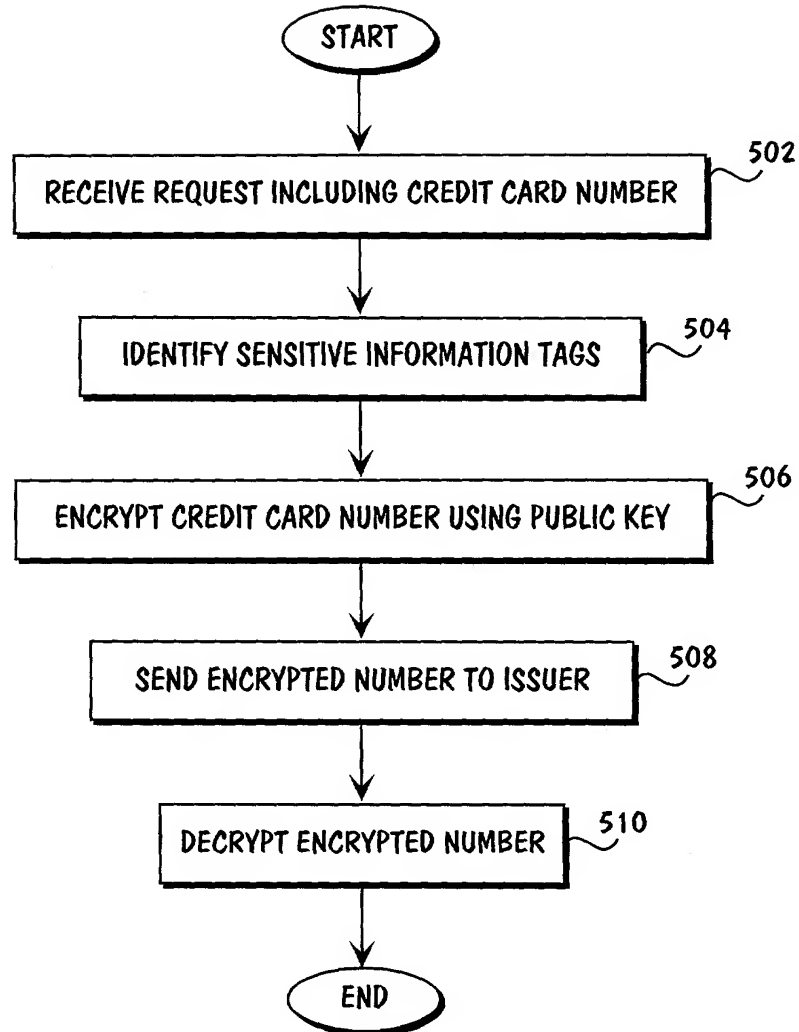 START
RECEIVE REQUEST INCLUDING CREDIT CARD NUMBER
502
IDENTIFY SENSITIVE INFORMATION TAGS
504
ENCRYPT CREDIT CARD NUMBER USING PUBLIC KEY
506
SEND ENCRYPTED NUMBER TO ISSUER
508
DECRYPT ENCRYPTED NUMBER
510
END